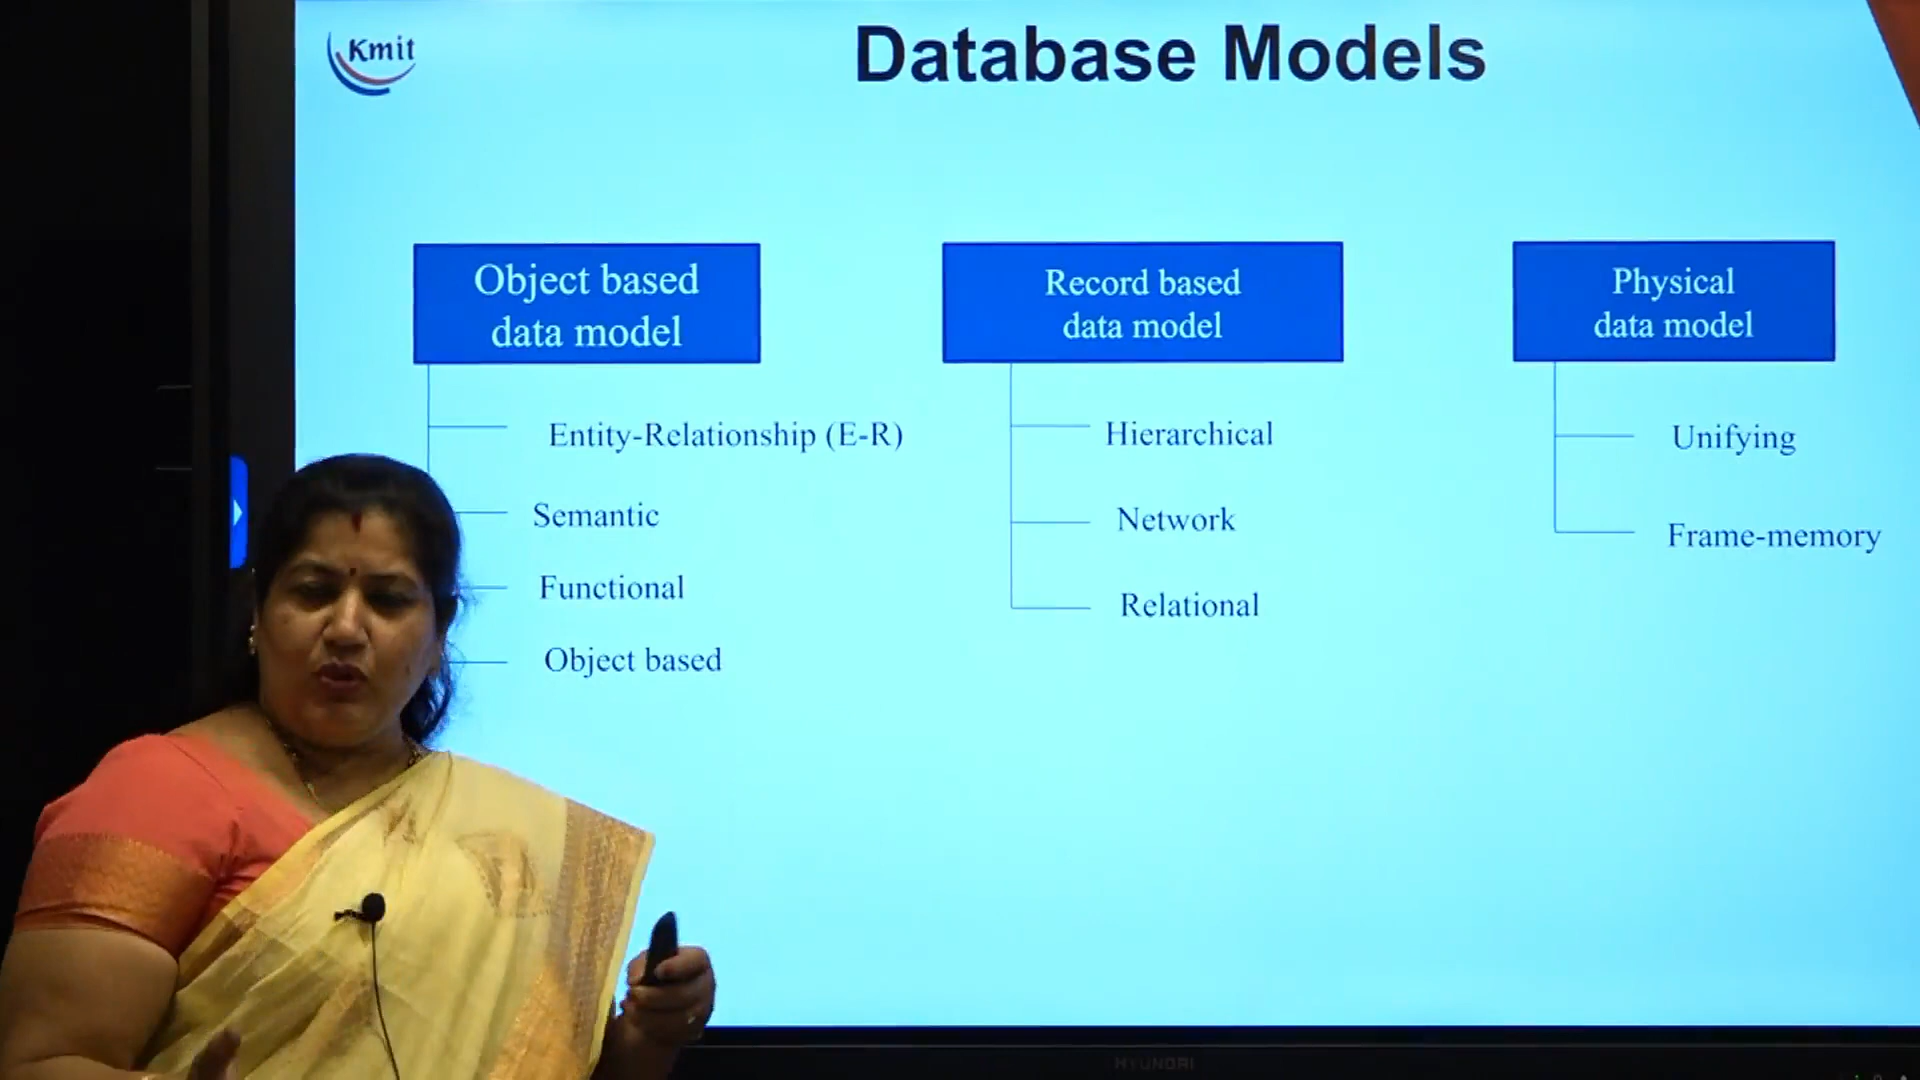 Kmit
Database Models
Object based
data model
Entity-Relationship (E-R)
Semantic
Functional
Object based
Record based
data model
Hierarchical
Network
Relational
Physical
data model
Unifying
Frame-memory
HYUNDAI